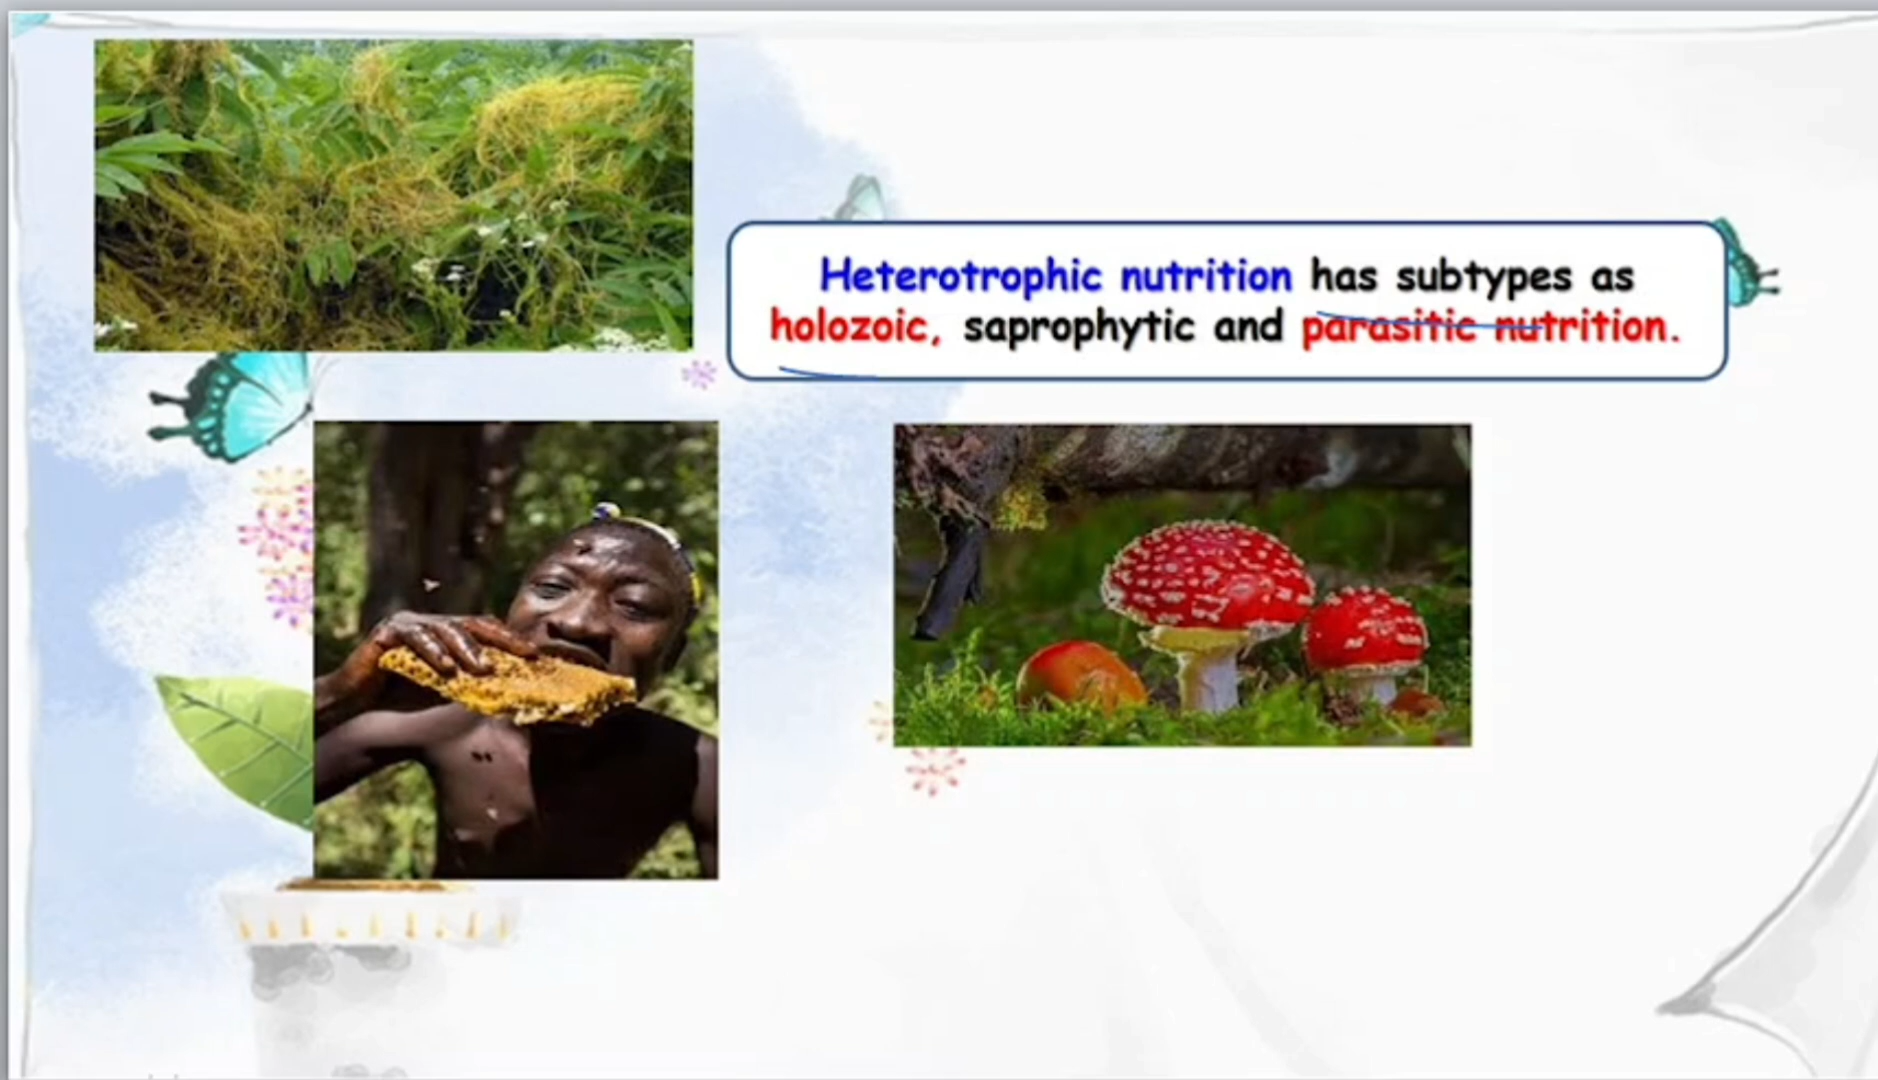 Heterotrophic nutrition has subtypes as
holozoic, saprophytic and parasitic nutrition.